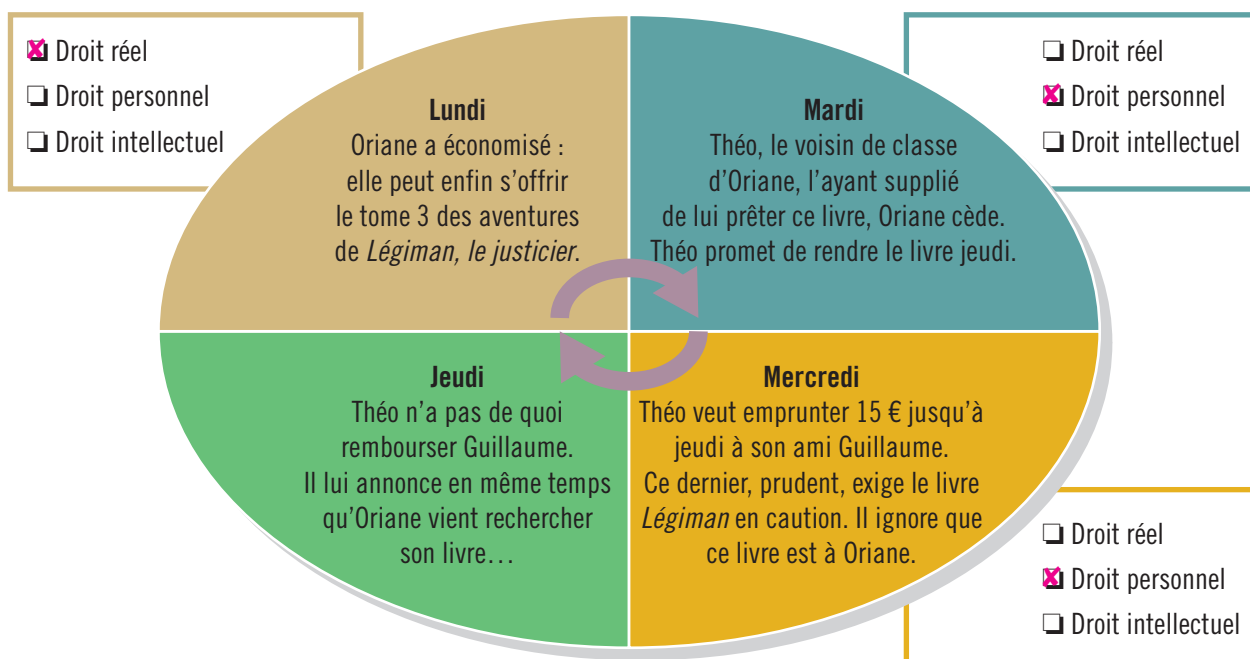 Droit réel
Droit personnel
Droit intellectuel
Lundi
Oriane a économisé :
elle peut enfin s’offrir
le tome 3 des aventures
de Légiman, le justicier.
Mardi
Théo, le voisin de classe
d’Oriane, l’ayant supplié
de lui prêter ce livre, Oriane cède.
Théo promet de rendre le livre jeudi.
Droit réel
Droit personnel
Droit intellectuel
Jeudi
Théo n'a pas de quoi
rembourser Guillaume.
Il lui annonce en même temps
qu’Oriane vient rechercher
son livre…
Mercredi
Théo veut emprunter 15 € jusqu’à
jeudi à son ami Guillaume.
Ce dernier, prudent, exige le livre
Légiman en caution. Il ignore que
ce livre est à Oriane.
Droit réel
Droit personnel
Droit intellectuel